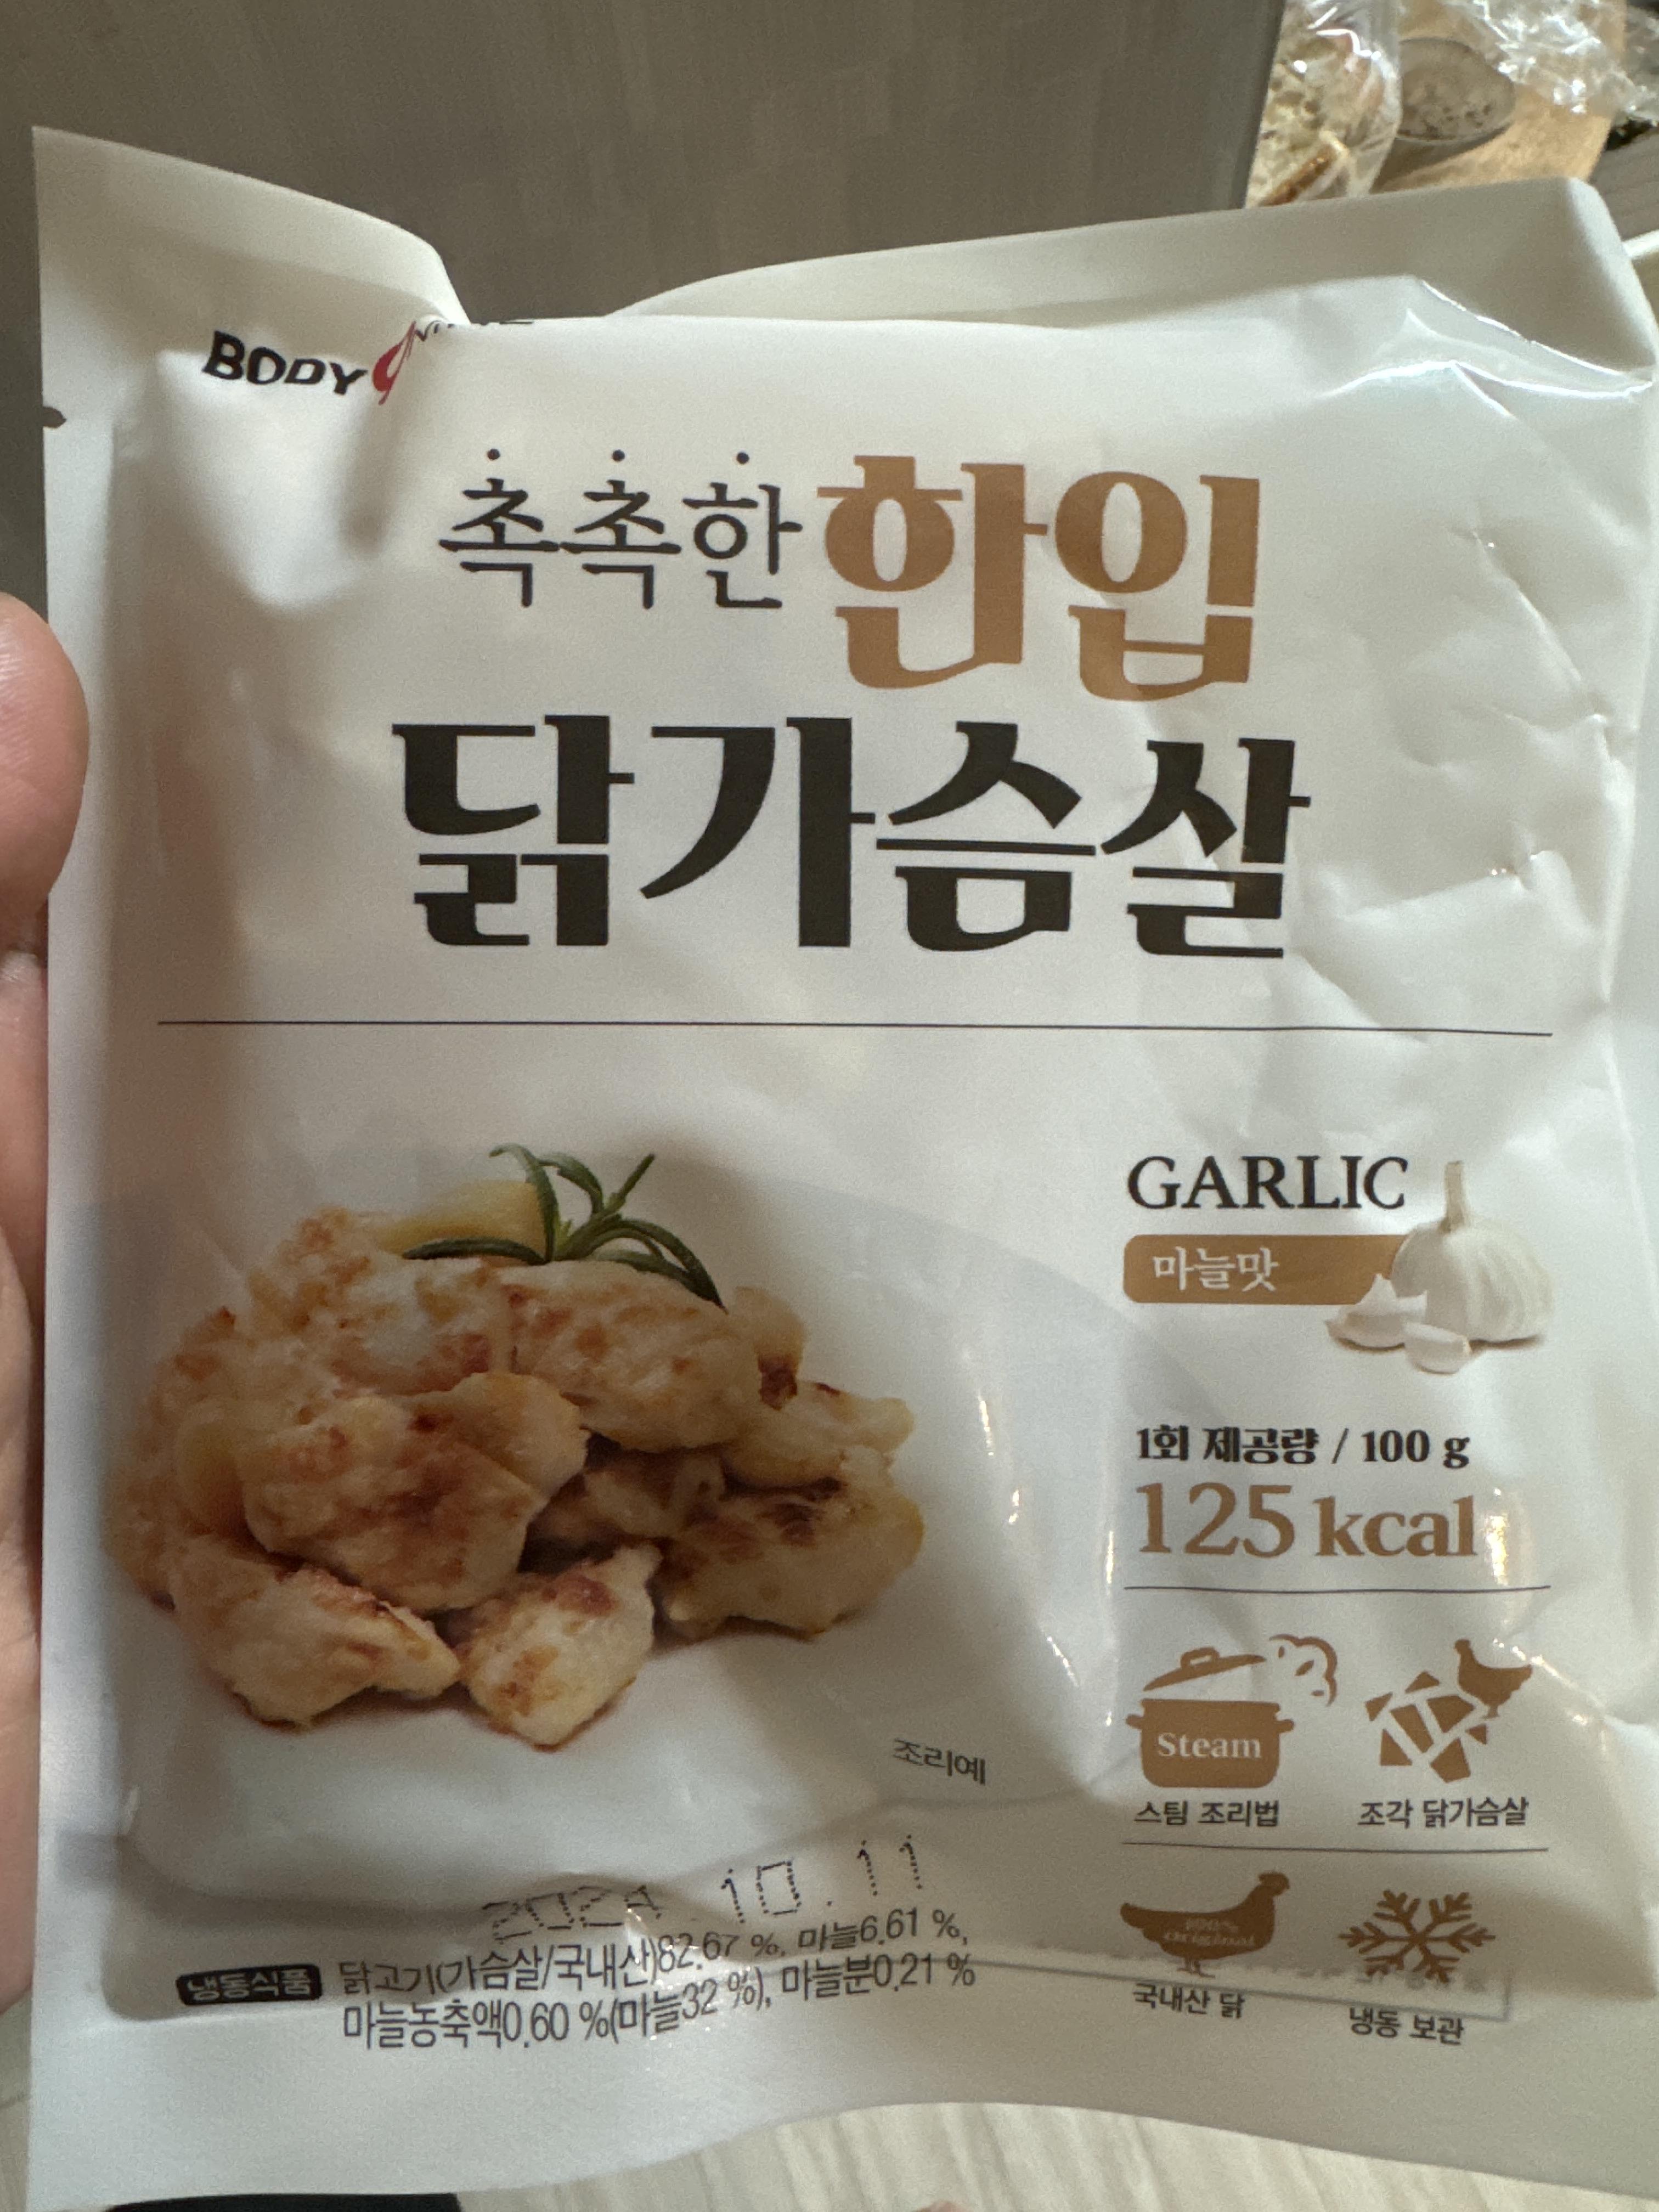 BODY
촉촉한 한입
닭가슴살
GARLIC
마늘맛
1회 제공량 / 100 g
125 kcal
Steam
스팀 조리법
조각 닭가슴살
조리예
2024.10.11
냉동식품 닭고기(가슴살/국내산)82.67 %, 마늘6.61 %,
마늘농축액0.60 %(마늘32 %), 마늘분0.21 %
100%
original
국내산 닭
냉동 보관